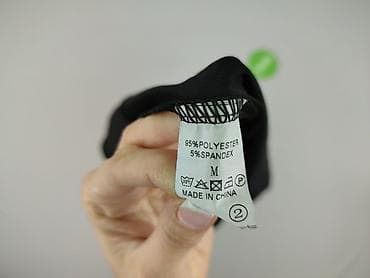 95%POLYESTER
5%SPANDEX
M
MADE IN CHINA
2